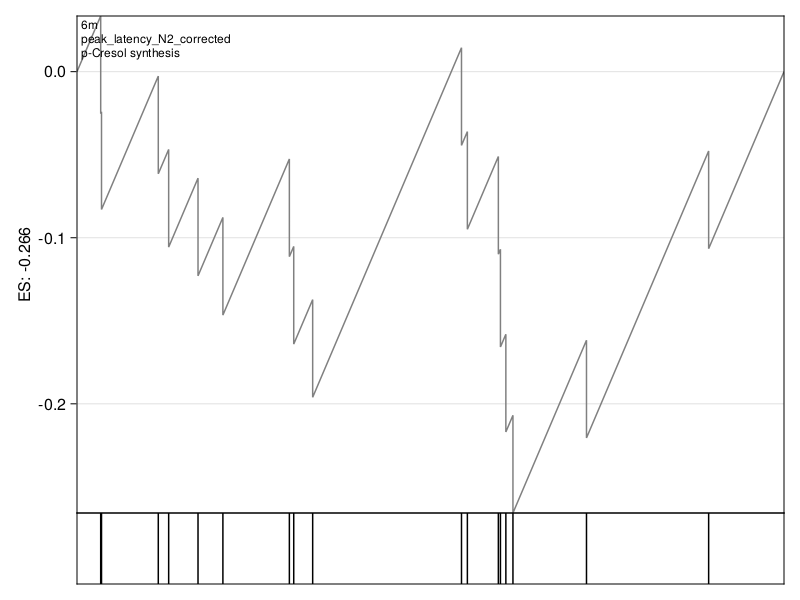 6m
peak_latency_N2_corrected
p-Cresol synthesis
0.0
-0.1
-0.2
ES: -0.266